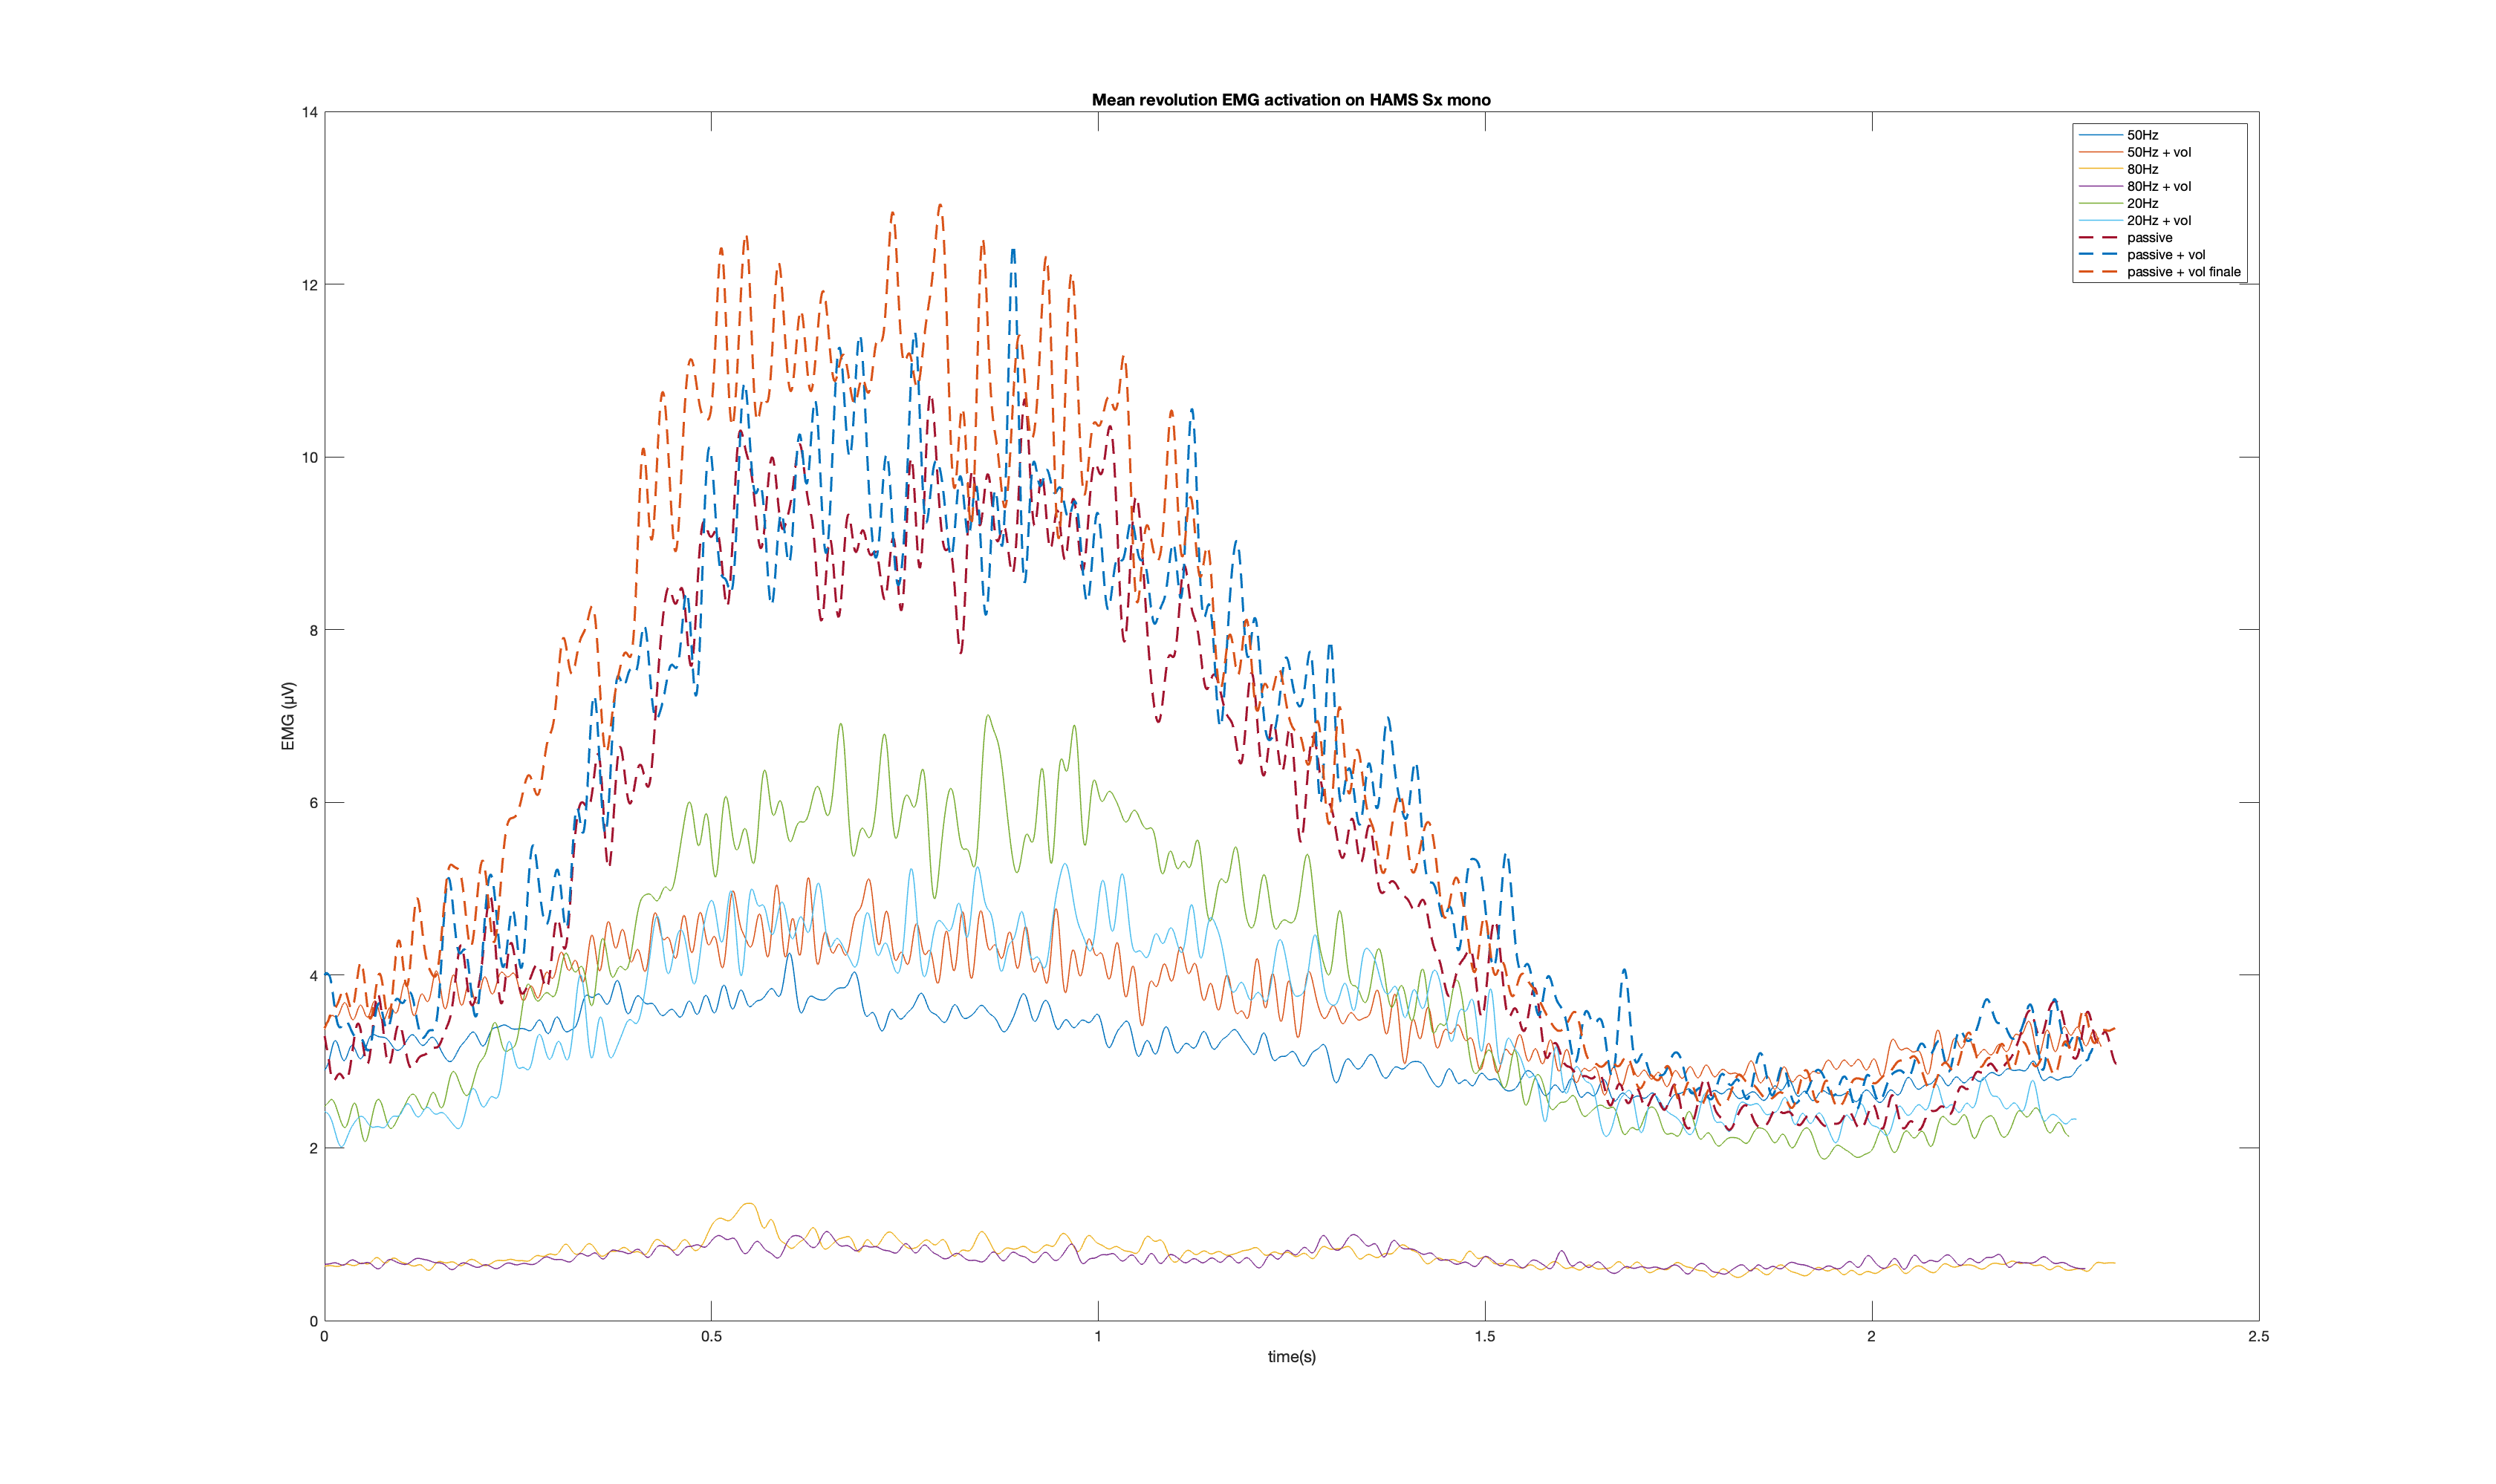 Mean revolution EMG activation on HAMS Sx mono
14
12
10
8
6
4
2
0
EMG (µV)
50Hz
50Hz + vol
80Hz
80Hz + vol
20Hz
20Hz + vol
passive
passive + vol
passive + vol finale
0
0.5
1
1.5
2
2.5
time(s)